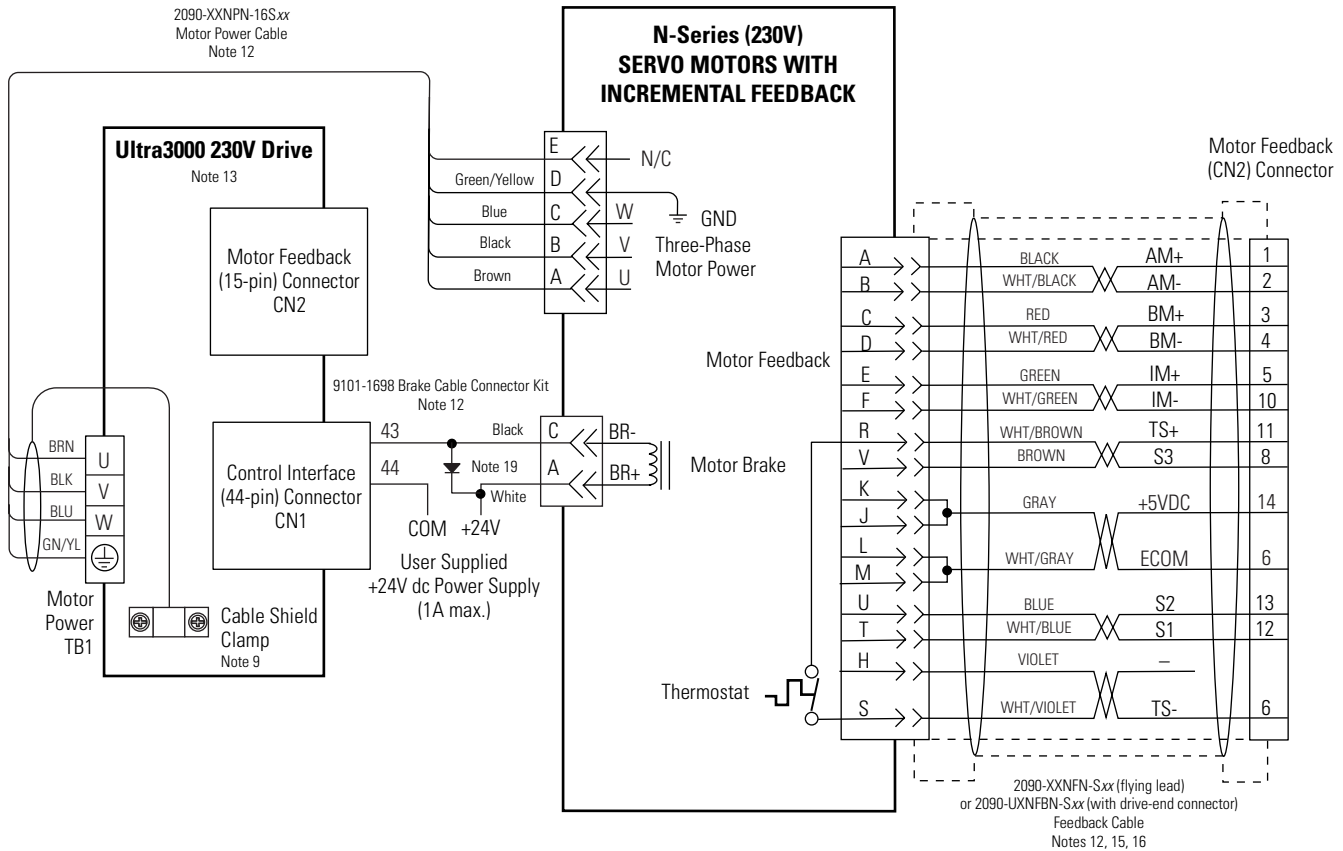 2090-XXNPN-16Sxx
Motor Power Cable
Note 12
N-Series (230V)
SERVO MOTORS WITH
INCREMENTAL FEEDBACK
Ultra3000 230V Drive
Note 13
Motor Feedback
(15-pin) Connector
CN2
E
N/C
Green/Yellow
D
GND
Blue
C
W
Black
B
V
Brown
A
U
Three-Phase
Motor Power
Motor Feedback
(CN2) Connector
Motor Feedback
A
BLACK
AM+
1
B
WHT/BLACK
AM-
2
C
RED
BM+
3
D
WHT/RED
BM-
4
E
GREEN
IM+
5
F
WHT/GREEN
IM-
10
R
WHT/BROWN
TS+
11
V
BROWN
S3
8
K
J
GRAY
+5VDC
14
L
M
WHT/GRAY
ECOM
6
U
BLUE
S2
13
T
WHT/BLUE
S1
12
H
VIOLET
–
S
WHT/VIOLET
TS-
6
9101-1698 Brake Cable Connector Kit
Note 12
Control Interface
(44-pin) Connector
CN1
43
Black
C
BR-
44
Note 19
A
BR+
White
Motor Brake
COM
+24V
User Supplied
+24V dc Power Supply
(1A max.)
BRN
U
BLK
V
BLU
W
GN/YL
Motor
Power
TB1
Cable Shield
Clamp
Note 9
Thermostat
2090-XXNFN-Sxx (flying lead)
or 2090-UXNFBN-Sxx (with drive-end connector)
Feedback Cable
Notes 12, 15, 16